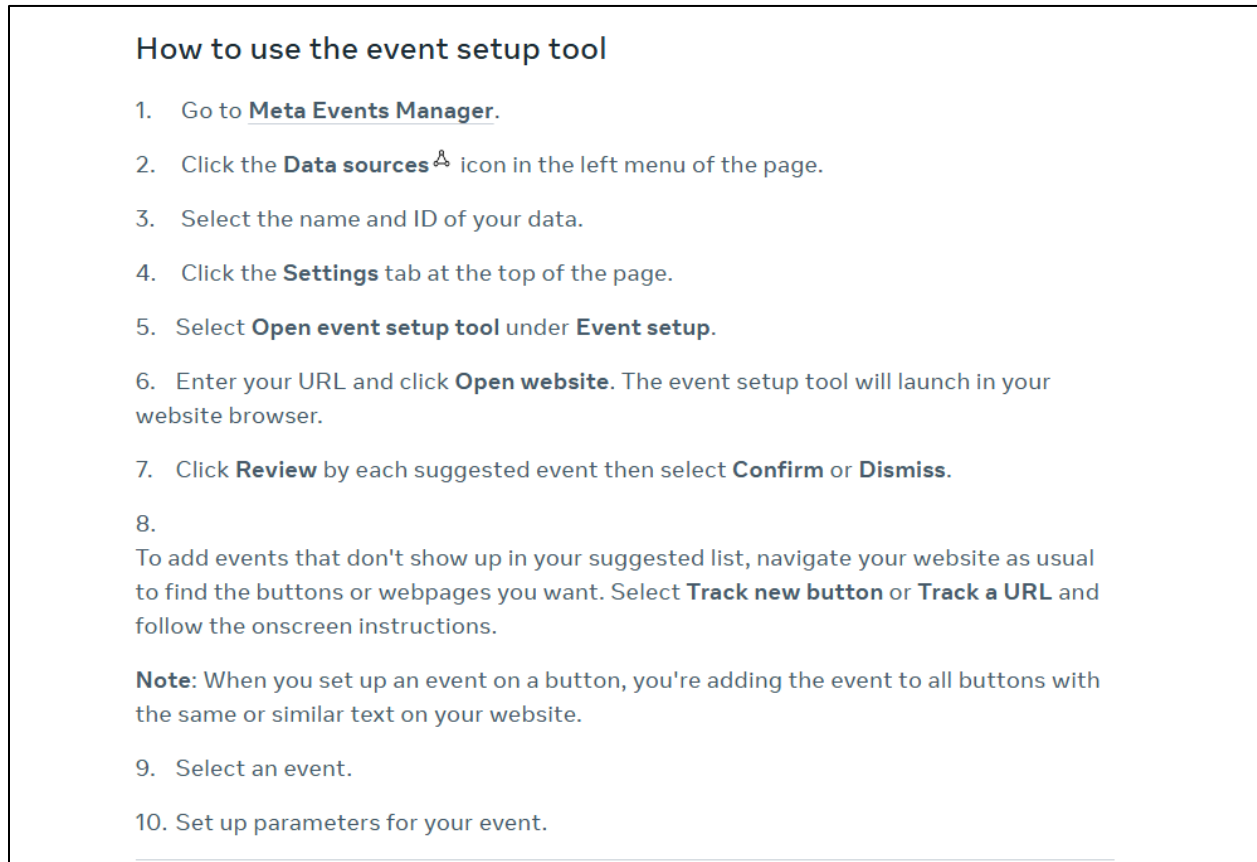 How to use the event setup tool
1. Go to Meta Events Manager.
2. Click the Data sources icon in the left menu of the page.
3. Select the name and ID of your data.
4. Click the Settings tab at the top of the page.
5. Select Open event setup tool under Event setup.
6. Enter your URL and click Open website. The event setup tool will launch in your
website browser.
7. Click Review by each suggested event then select Confirm or Dismiss.
8.
To add events that don't show up in your suggested list, navigate your website as usual
to find the buttons or webpages you want. Select Track new button or Track a URL and
follow the onscreen instructions.
Note: When you set up an event on a button, you're adding the event to all buttons with
the same or similar text on your website.
9. Select an event.
10. Set up parameters for your event.